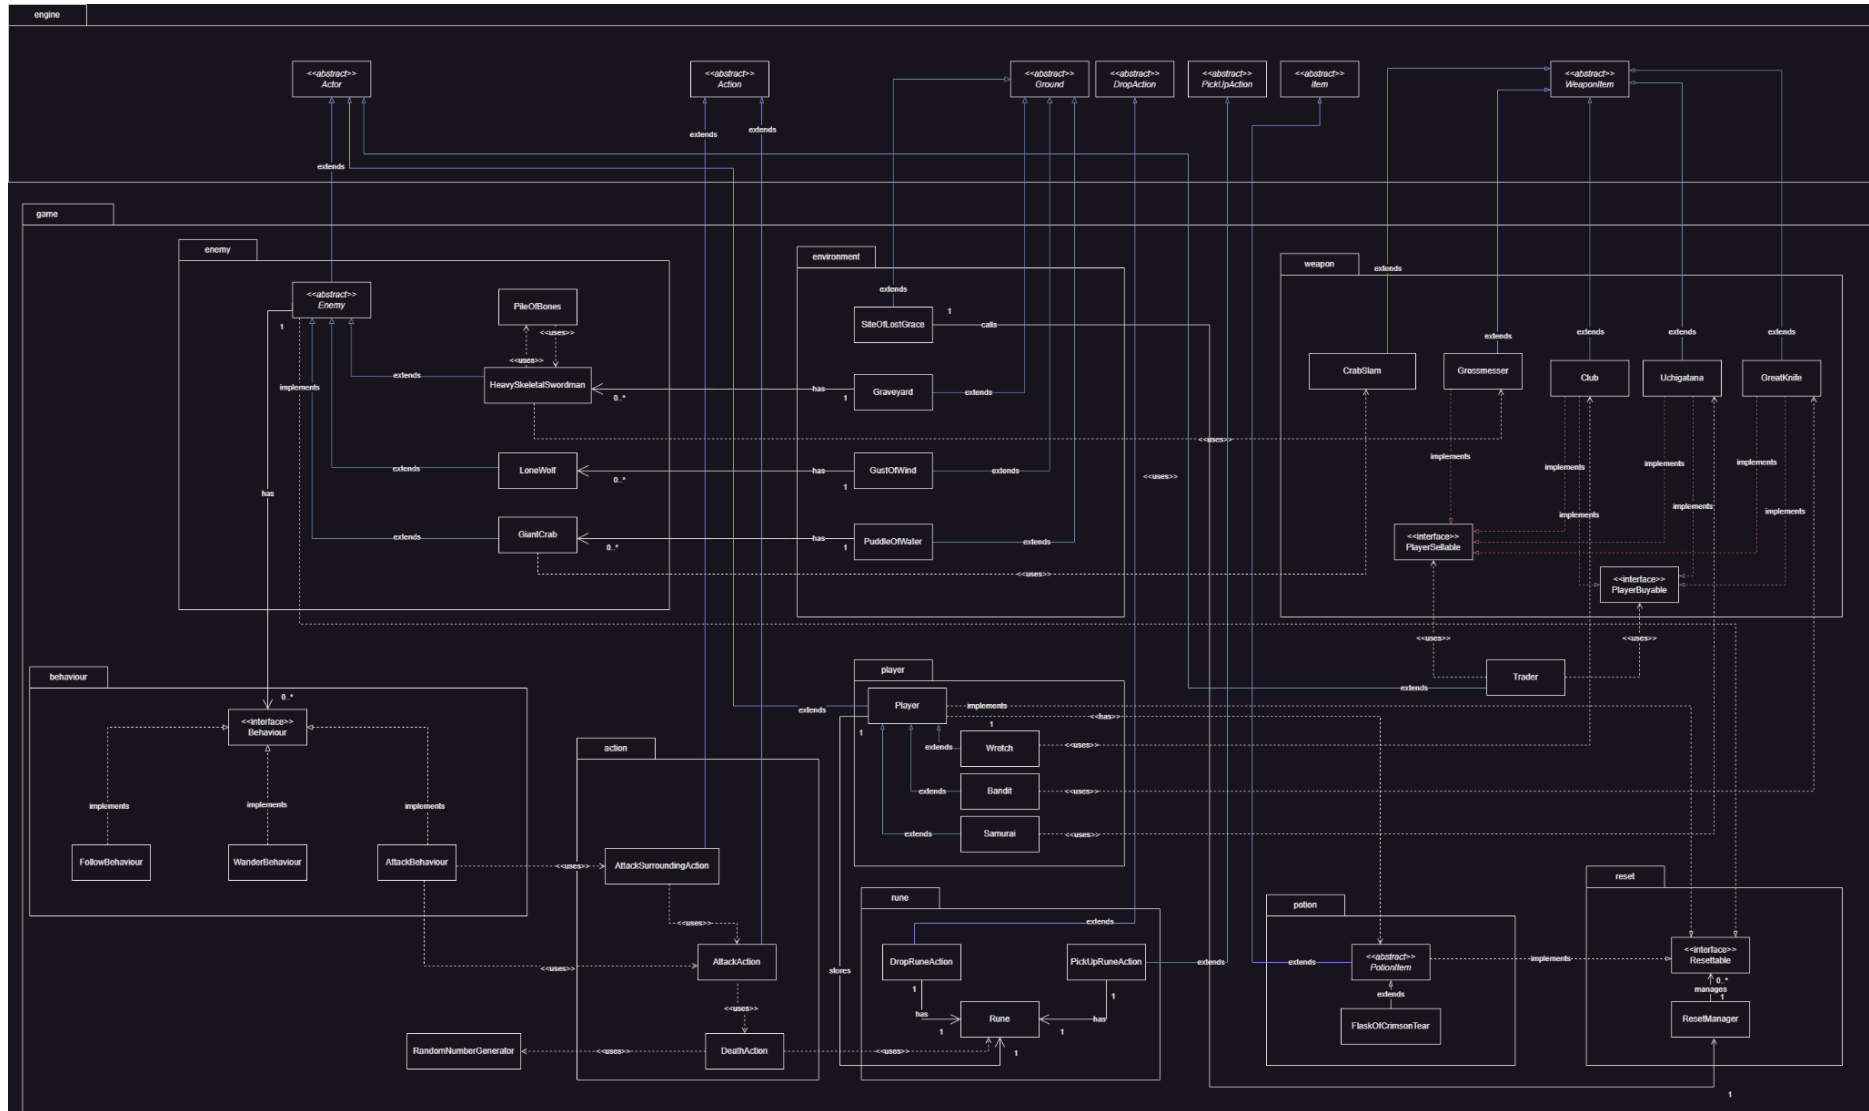 engine
<<abstract>>
Actor
<<abstract>>
Action
<<abstract>>
Ground
<<abstract>>
DropAction
<<abstract>>
PickUpAction
<<abstract>>
Item
<<abstract>>
WeaponItem
extends
extends
extends
game
enemy
<<abstract>>
Enemy
1
PileOfBones
<<uses>>
<<uses>>
implements
extends
HeavySkeletalSwordman
0..*
extends
LoneWolf
0..*
extends
GiantCrab
0..*
has
environment
extends
SiteOfLostGrace
1
calls
has
1
Graveyard
extends
<<uses>>
has
1
GustOfWind
extends
<<uses>>
has
1
PuddleOfWater
extends
<<uses>>
weapon
extends
extends
extends
extends
extends
CrabSlam
Grossmesser
Club
Uchigatana
GreatKnife
implements
implements
implements
implements
implements
implements
implements
<<interface>>
PlayerSellable
<<interface>>
PlayerBuyable
<<uses>>
<<uses>>
Trader
extends
behaviour
0..*
<<interface>>
Behaviour
implements
implements
implements
FollowBehaviour
WanderBehaviour
AttackBehaviour
<<uses>>
<<uses>>
action
AttackSurroundingAction
<<uses>>
AttackAction
<<uses>>
DeathAction
<<uses>>
RandomNumberGenerator
<<uses>>
player
extends
Player
1
implements
1
<<has>>
extends
Wretch
<<uses>>
extends
Bandit
<<uses>>
extends
Samurai
<<uses>>
rune
extends
stores
DropRuneAction
PickUpRuneAction
extends
1
has
1
Rune
1
has
1
1
potion
extends
<<abstract>>
PotionItem
implements
extends
FlaskOfCrimsonTear
reset
<<interface>>
Resettable
0..*
manages
1
ResetManager
1